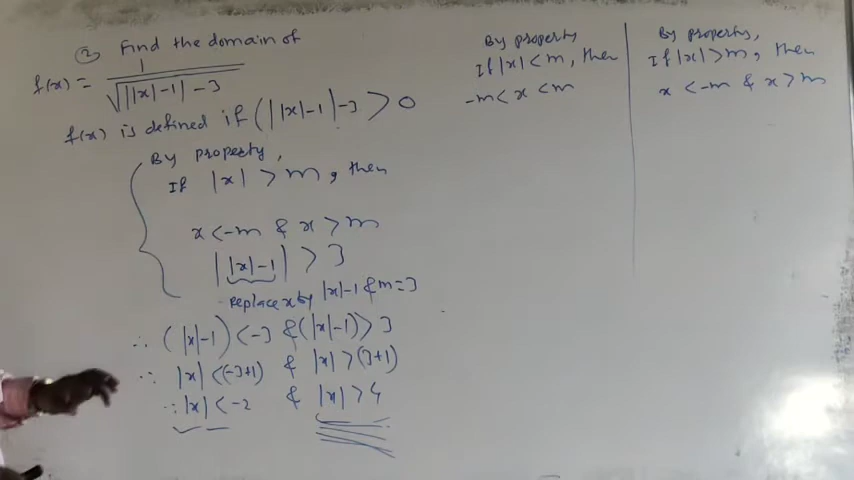 ② Find the domain of
f(x) = 1/√(||x|-1| - 3)
f(x) is defined if (||x|-1| -3 > 0
By property,
If |x| > m, then
x < -m & x > m
||x|-1| > 3
replace x by |x|-1 & m=3
∴ (|x|-1) < -3 & (|x|-1) > 3
∴ |x| < (-3+1) & |x| > (3+1)
∴ |x| < -2 & |x| > 4
By property
If |x| < m, then
-m < x < m
By property,
If |x| > m, then
x < -m & x > m